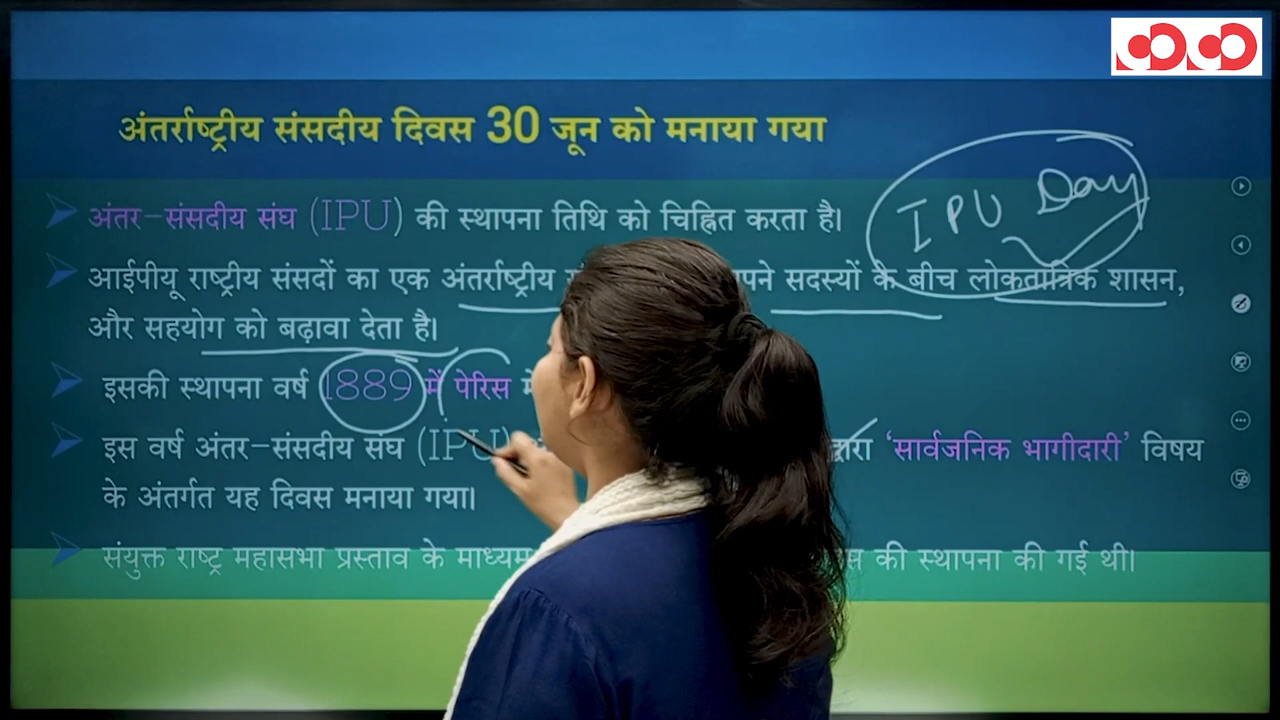 अंतर्राष्ट्रीय संसदीय दिवस 30 जून को मनाया गया
IPU Day
अंतर-संसदीय संघ (IPU) की स्थापना तिथि को चिह्नित करता है।
आईपीयू राष्ट्रीय संसदों का एक अंतर्राष्ट्रीय सदस्यों के बीच लोकतांत्रिक शासन,
और सहयोग को बढ़ावा देता है।
इसकी स्थापना वर्ष 1889 में पेरिस
इस वर्ष अंतर-संसदीय संघ (IPU) द्वारा 'सार्वजनिक भागीदारी' विषय
के अंतर्गत यह दिवस मनाया गया।
संयुक्त राष्ट्र महासभा प्रस्ताव के माध्यम की स्थापना की गई थी।